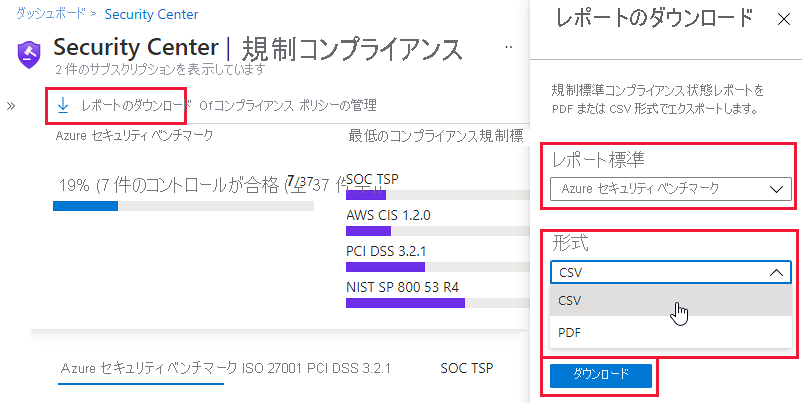 ダッシュボード > Security Center
Security Center | 規制コンプライアンス
2 件のサブスクリプションを表示しています
»
レポートのダウンロード Ofコンプライアンス ポリシーの管理
Azure セキュリティ ベンチマーク
19% (7 件のコントロールが合格 (全 37 件
7/37
最低のコンプライアンス規制標
SOC TSP
AWS CIS 1.2.0
PCI DSS 3.2.1
NIST SP 800 53 R4
Azure セキュリティ ベンチマーク ISO 27001 PCI DSS 3.2.1 SOC TSP
レポートのダウンロード
規制標準コンプライアンス状態レポートを
PDF または CSV 形式でエクスポートします。
レポート標準
Azure セキュリティ ベンチマーク
形式
CSV
CSV
PDF
ダウンロード